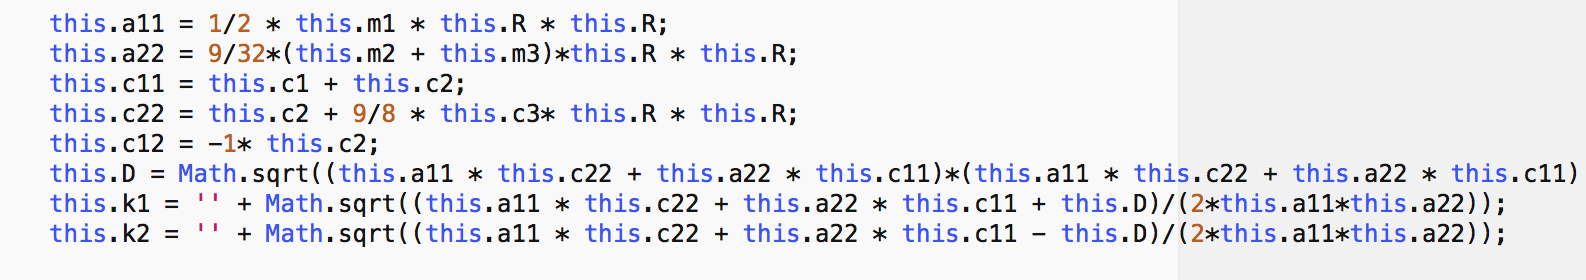 this.a11 = 1/2 * this.m1 * this.R * this.R;
this.a22 = 9/32*(this.m2 + this.m3)*this.R * this.R;
this.c11 = this.c1 + this.c2;
this.c22 = this.c2 + 9/8 * this.c3* this.R * this.R;
this.c12 = -1* this.c2;
this.D = Math.sqrt((this.a11 * this.c22 + this.a22 * this.c11)*(this.a11 * this.c22 + this.a22 * this.c11)
this.k1 = '' + Math.sqrt((this.a11 * this.c22 + this.a22 * this.c11 + this.D)/(2*this.a11*this.a22));
this.k2 = '' + Math.sqrt((this.a11 * this.c22 + this.a22 * this.c11 - this.D)/(2*this.a11*this.a22));